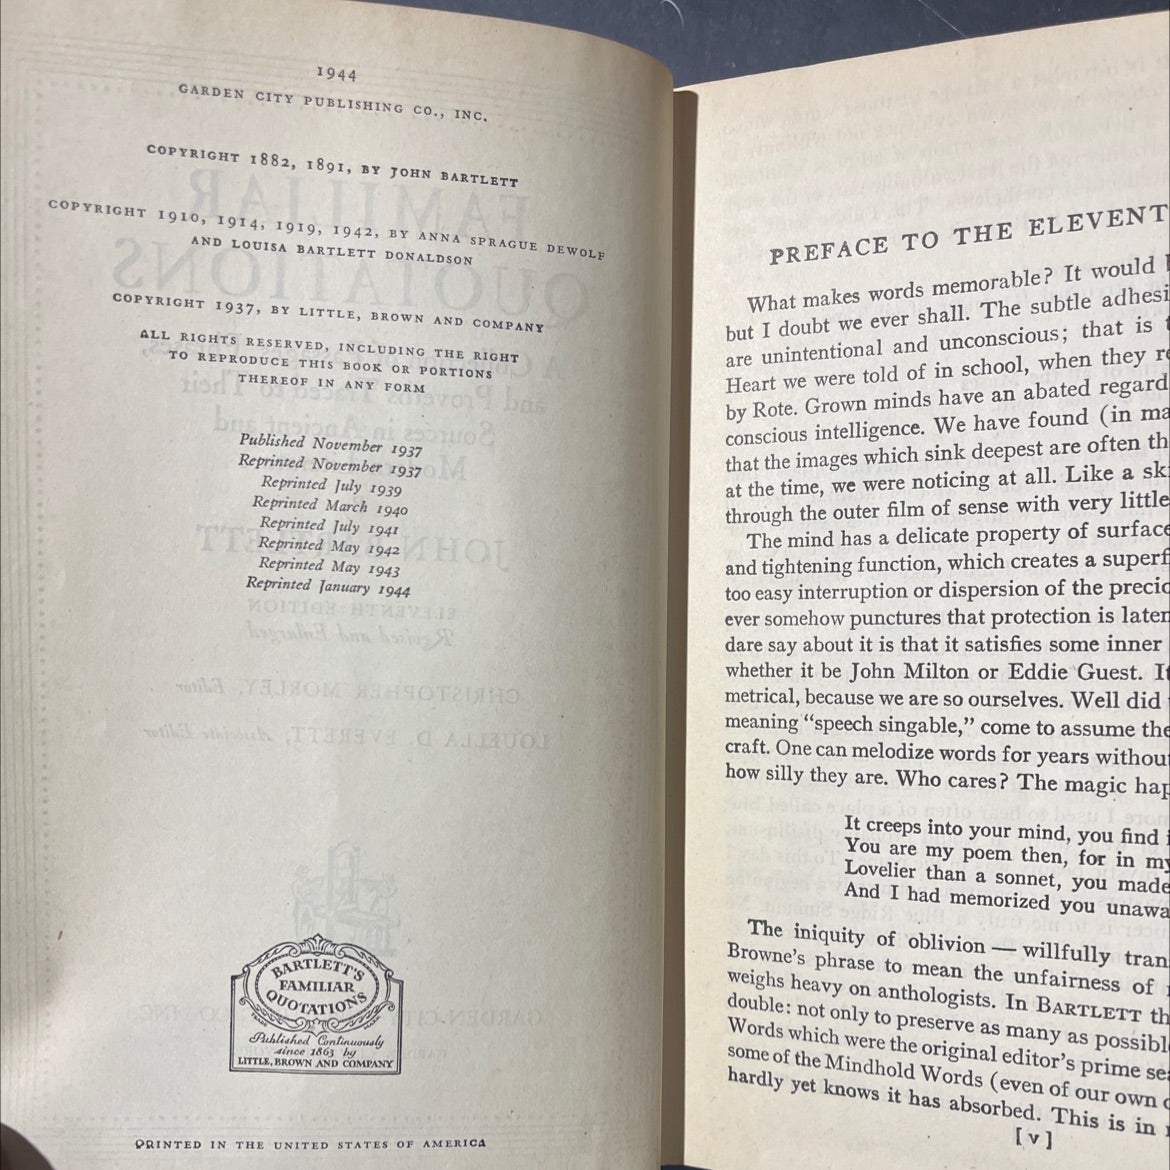 1944
GARDEN CITY PUBLISHING CO., INC.
COPYRIGHT 1882, 1891, BY JOHN BARTLETT
COPYRIGHT 1910, 1914, 1919, 1942, BY ANNA SPRAGUE DEWOLF
AND LOUISA BARTLETT DONALDSON
COPYRIGHT 1937, BY LITTLE, BROWN AND COMPANY
ALL RIGHTS RESERVED, INCLUDING THE RIGHT
TO REPRODUCE THIS BOOK OR PORTIONS
THEREOF IN ANY FORM
Published November 1937
Reprinted November 1937
Reprinted July 1939
Reprinted March 1940
Reprinted July 1941
Reprinted May 1942
Reprinted May 1943
Reprinted January 1944
BARTLETT'S
FAMILIAR
QUOTATIONS
Published Continuously
since 1863 by
LITTLE, BROWN AND COMPANY
PRINTED IN THE UNITED STATES OF AMERICA
PREFACE TO THE ELEVENT
What makes words memorable? It would
but I doubt we ever shall. The subtle adhesi
are unintentional and unconscious; that is
Heart we were told of in school, when they re
by Rote. Grown minds have an abated regard
conscious intelligence. We have found (in ma
that the images which sink deepest are often th
at the time, we were noticing at all. Like a ski
through the outer film of sense with very little
The mind has a delicate property of surface
and tightening function, which creates a superfi
too easy interruption or dispersion of the precio
ever somehow punctures that protection is laten
dare say about it is that it satisfies some inner
whether it be John Milton or Eddie Guest. It
metrical, because we are so ourselves. Well did
meaning "speech singable," come to assume the
craft. One can melodize words for years without
how silly they are. Who cares? The magic hap
It creeps into your mind, you find i
You are my poem then, for in my
Lovelier than a sonnet, you made
And I had memorized you unawa
The iniquity of oblivion — willfully tran
Browne's phrase to mean the unfairness of
weighs heavy on anthologists. In BARTLETT th
double: not only to preserve as many as possibl
Words which were the original editor's prime sea
some of the Mindhold Words (even of our own
hardly yet knows it has absorbed. This is in
[ v ]